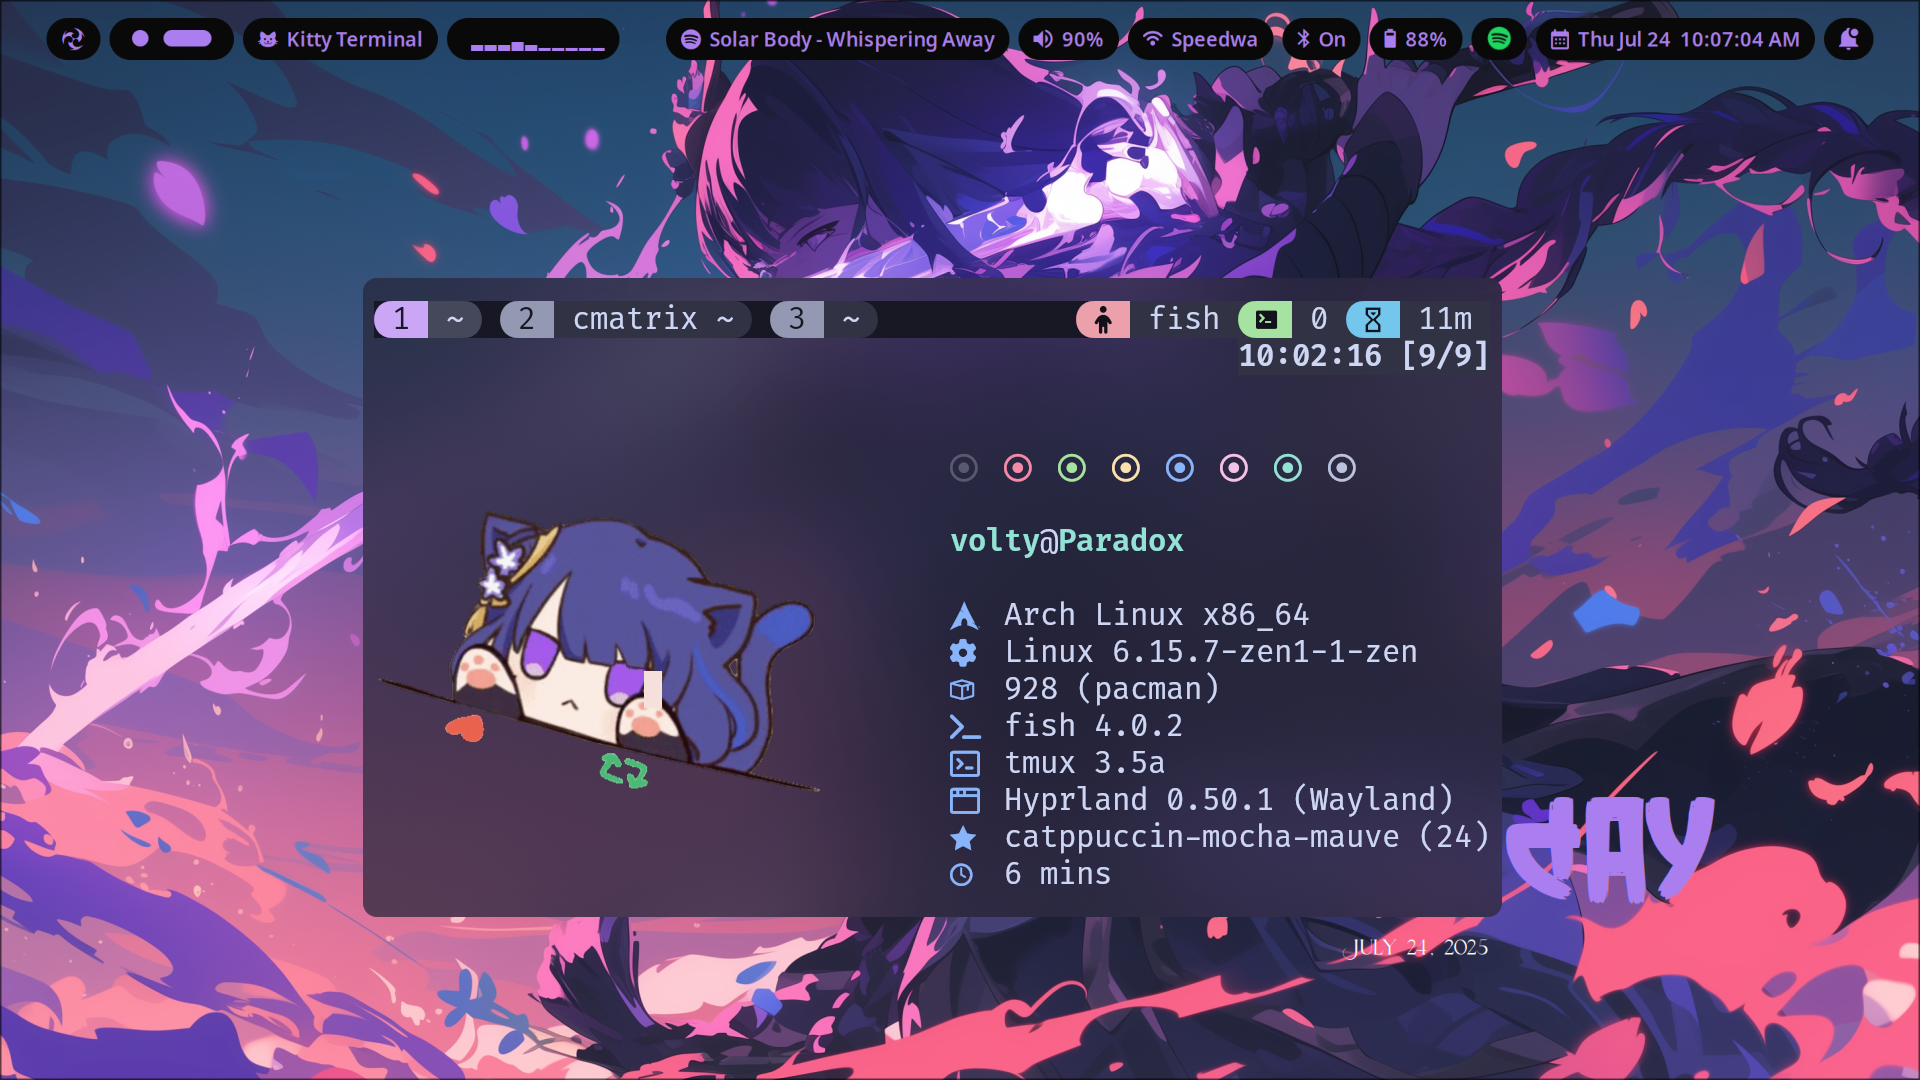 Kitty Terminal
Solar Body - Whispering Away
90%
Speedwa
On
88%
Thu Jul 24 10:07:04 AM
1 ~ 2 cmatrix ~ 3 ~
fish 0 11m
10:02:16 [9/9]
volty@Paradox
Arch Linux x86_64
Linux 6.15.7-zen1-1-zen
928 (pacman)
fish 4.0.2
tmux 3.5a
Hyprland 0.50.1 (Wayland)
catppuccin-mocha-mauve (24)
6 mins
DAY
JULY 24, 2025